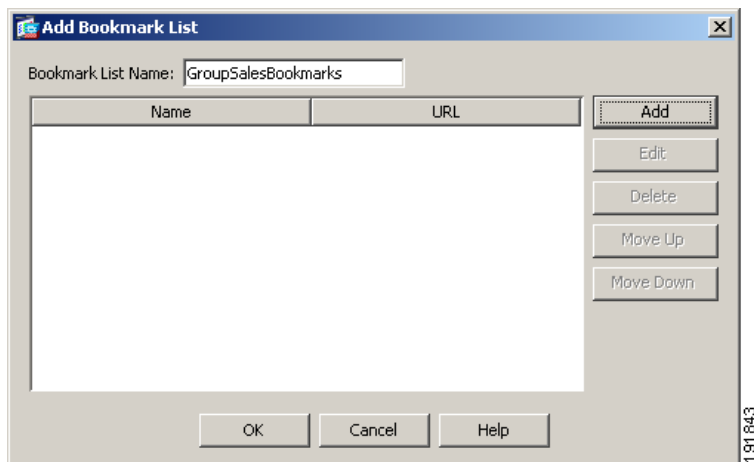 Add Bookmark List
Bookmark List Name: GroupSalesBookmarks
Name URL
Add
Edit
Delete
Move Up
Move Down
OK Cancel Help
191843